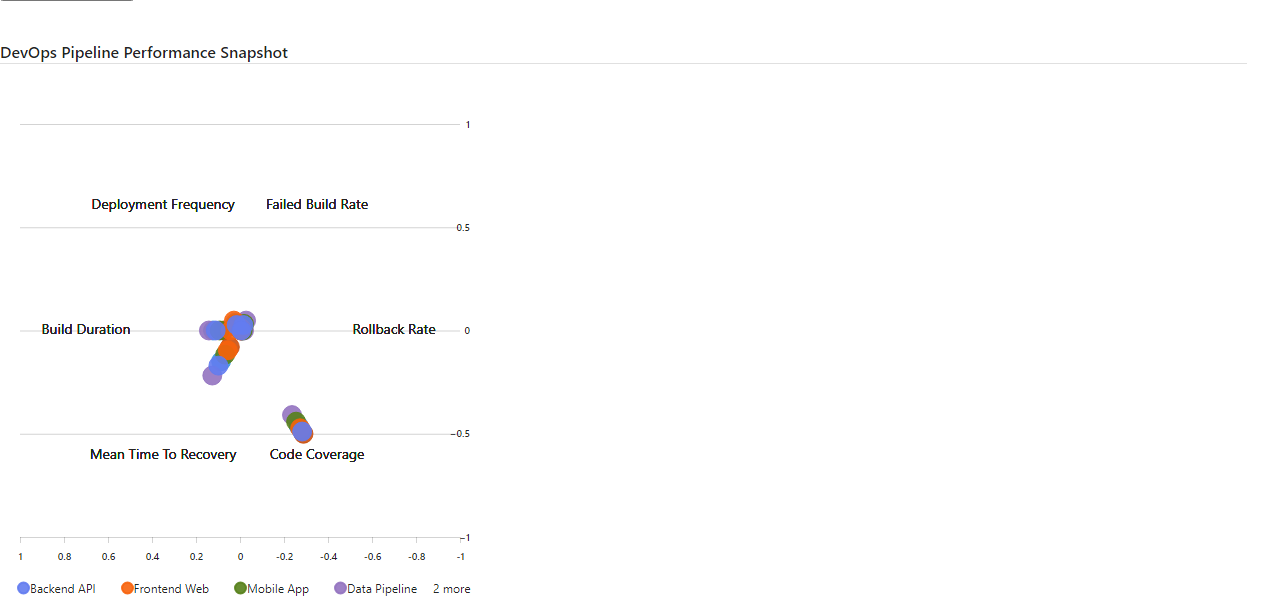 DevOps Pipeline Performance Snapshot
1
Deployment Frequency Failed Build Rate
0.5
Build Duration Rollback Rate 0
-0.5
Mean Time To Recovery Code Coverage
-1
1 0.8 0.6 0.4 0.2 0 -0.2 -0.4 -0.6 -0.8 -1
Backend API Frontend Web Mobile App Data Pipeline 2 more